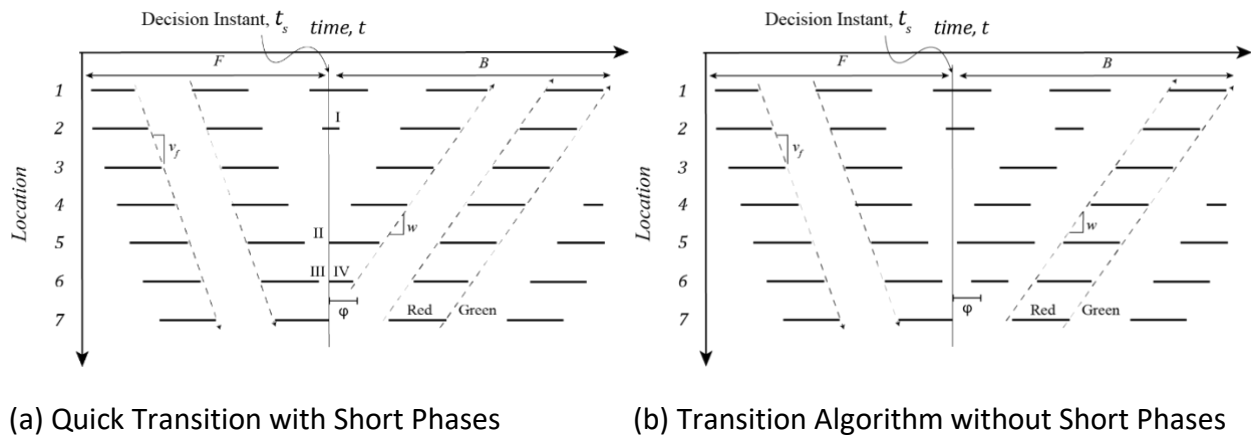 Decision Instant, t_s
time, t
F
B
1
2
3
4
5
6
7
Location
v_f
I
II
III
IV
w
φ
Red
Green
(a) Quick Transition with Short Phases
Decision Instant, t_s
time, t
F
B
1
2
3
4
5
6
7
Location
v_f
w
φ
Red
Green
(b) Transition Algorithm without Short Phases